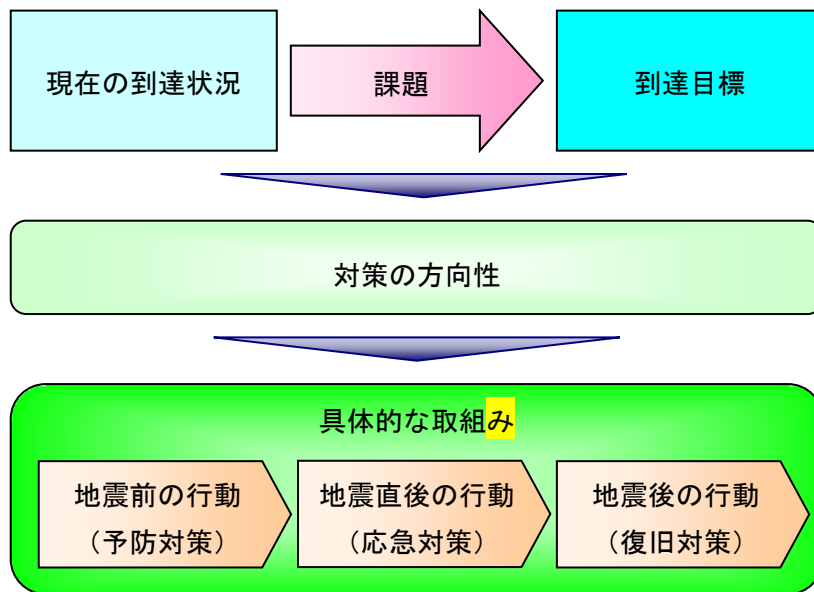 現在の到達状況
課題
到達目標
対策の方向性
具体的な取組み
地震前の行動
（予防対策）
地震直後の行動
（応急対策）
地震後の行動
（復旧対策）